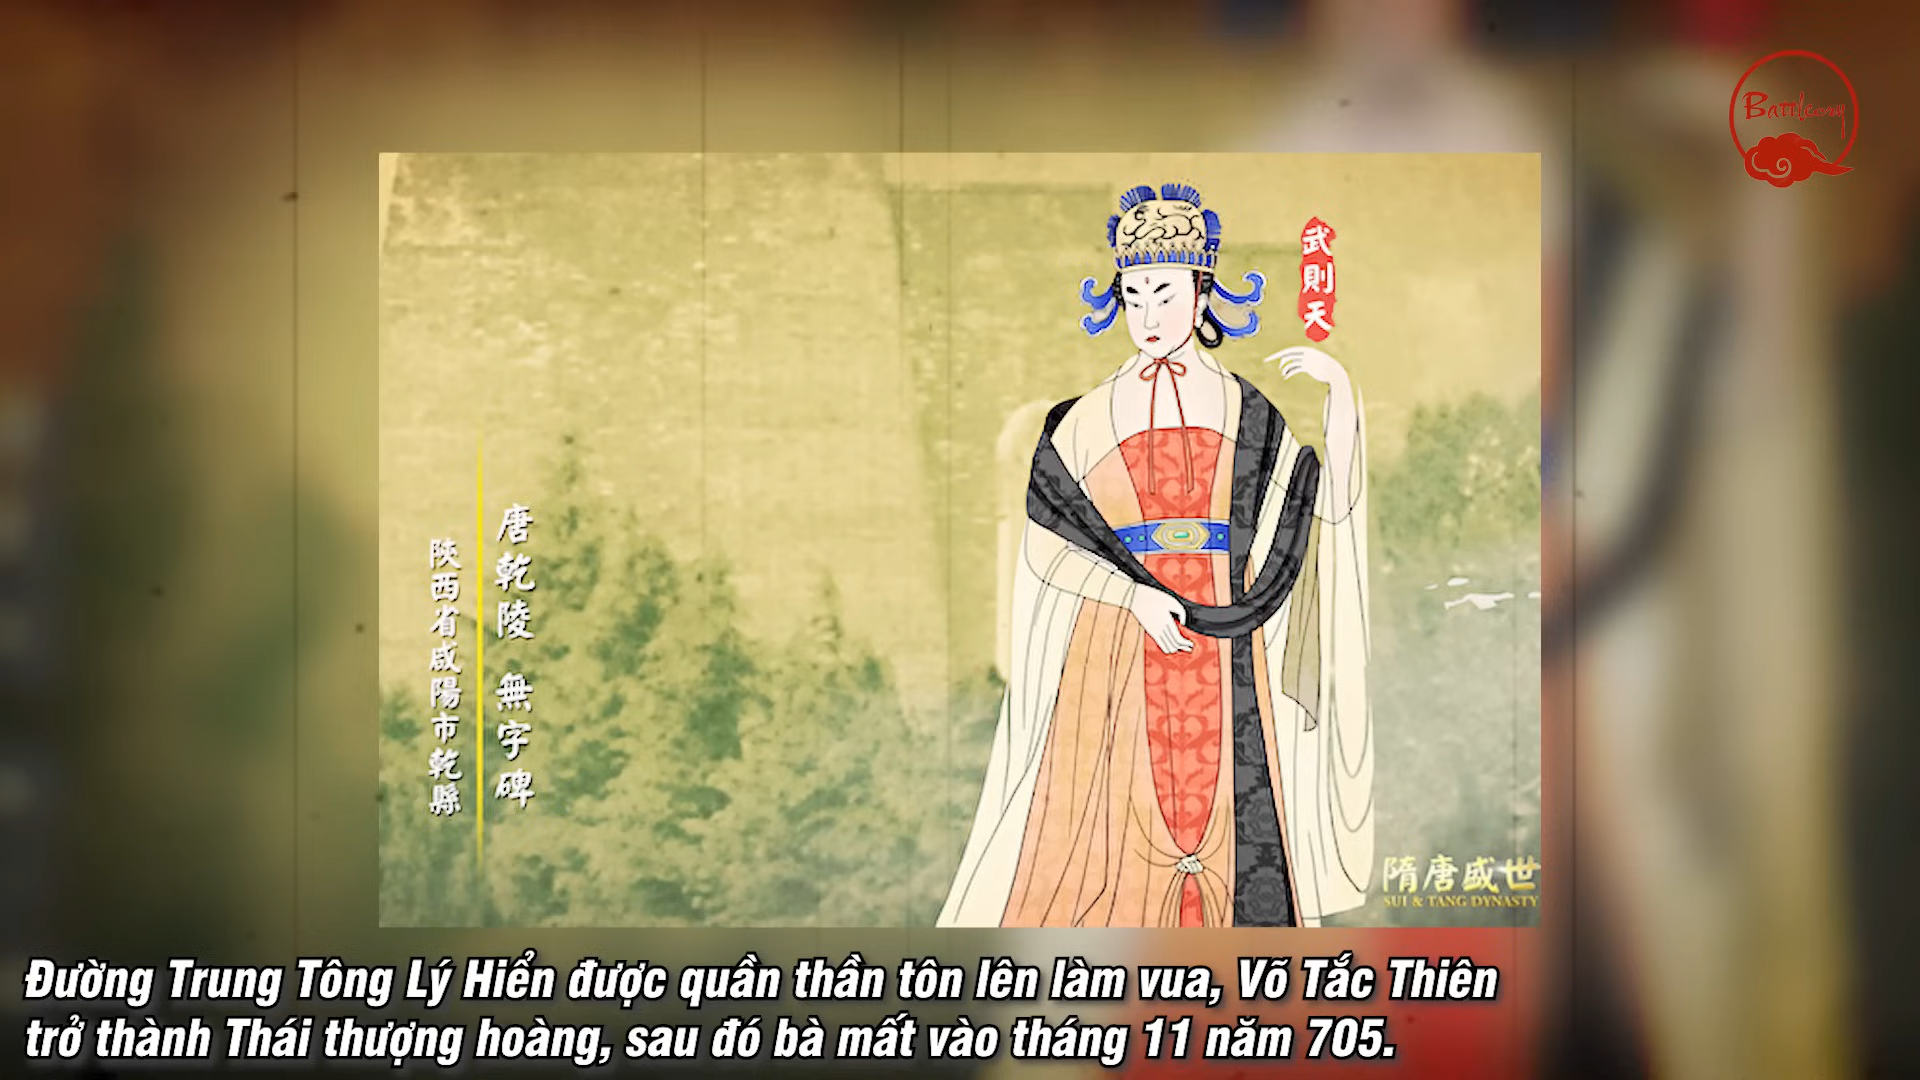 Battlecry
武則天
唐乾陵 無字碑
陝西省咸陽市乾縣
隋唐盛世
SUI & TANG DYNASTY
Đường Trung Tông Lý Hiển được quần thần tôn lên làm vua, Võ Tắc Thiên
trở thành Thái thượng hoàng, sau đó bà mất vào tháng 11 năm 705.